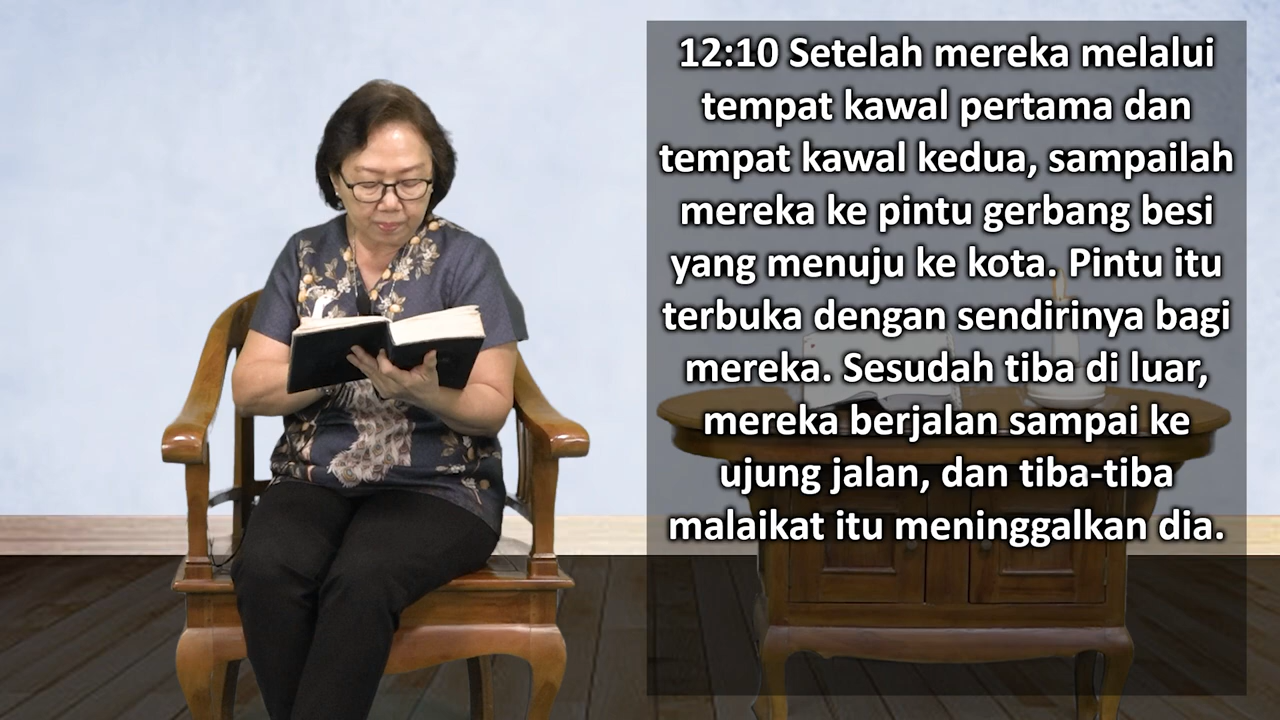 12:10 Setelah mereka melalui
tempat kawal pertama dan
tempat kawal kedua, sampailah
mereka ke pintu gerbang besi
yang menuju ke kota. Pintu itu
terbuka dengan sendirinya bagi
mereka. Sesudah tiba di luar,
mereka berjalan sampai ke
ujung jalan, dan tiba-tiba
malaikat itu meninggalkan dia.